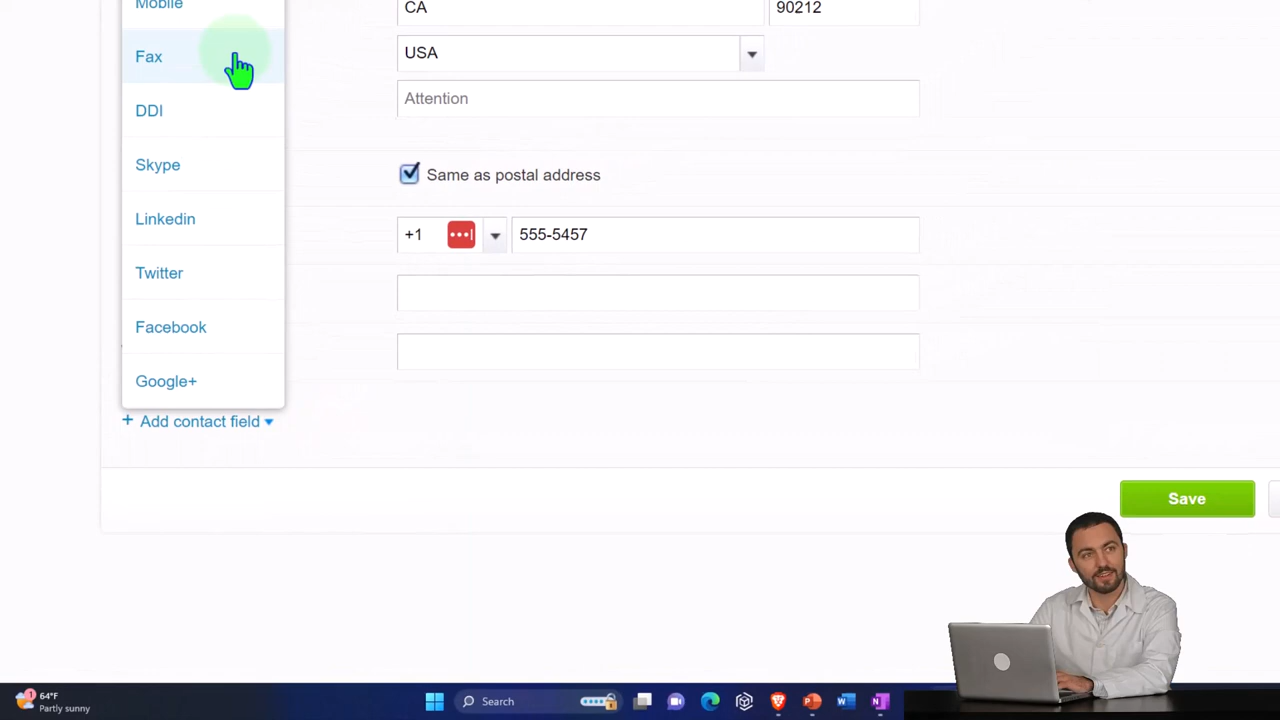 Mobile
CA 90212
Fax
USA
Attention
DDI
Skype
Same as postal address
Linkedin
+1 555-5457
Twitter
Facebook
Google+
+ Add contact field
Save
1
64°F
Partly sunny
Search